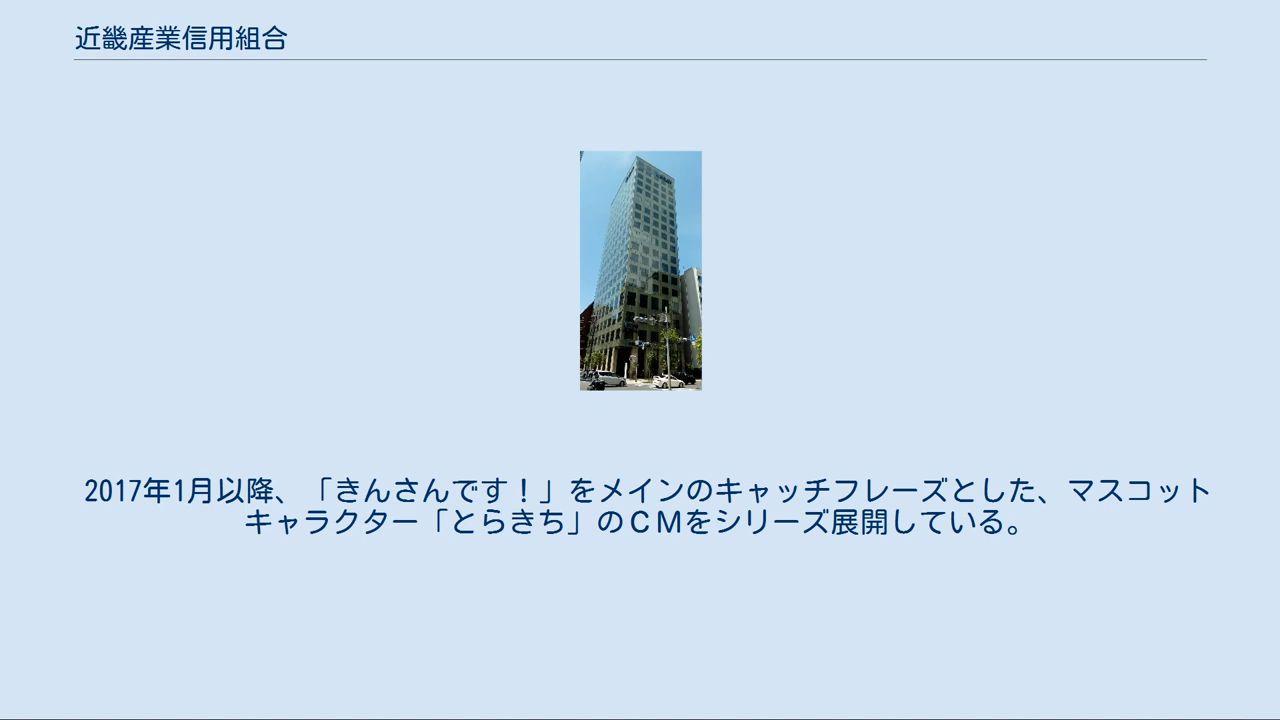 近畿産業信用組合
2017年1月以降、「きんさんです！」をメインのキャッチフレーズとした、マスコット
キャラクター「とらきち」のＣＭをシリーズ展開している。